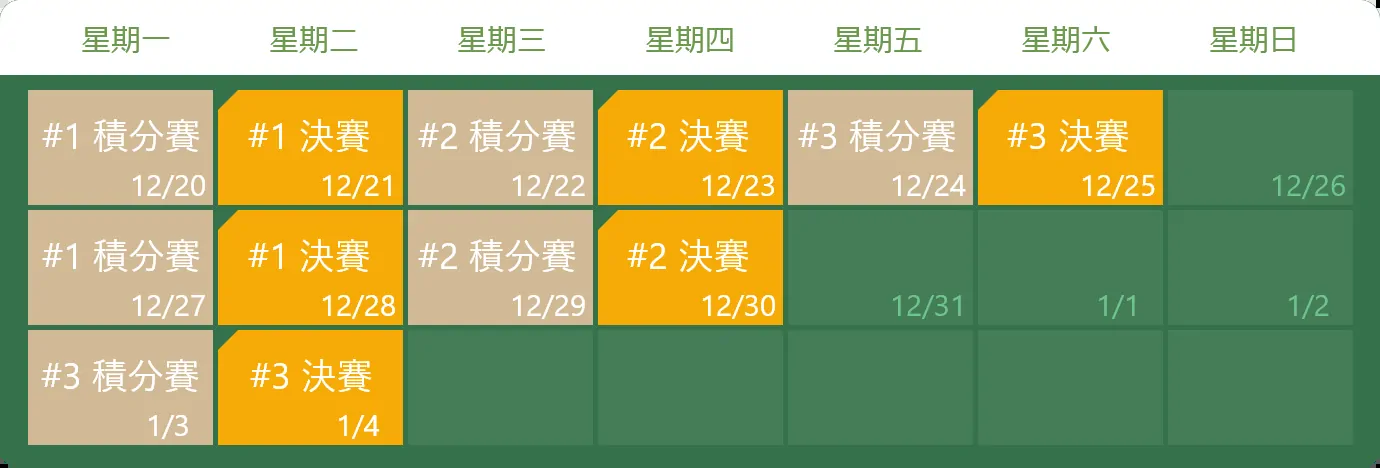 星期一 星期二 星期三 星期四 星期五 星期六 星期日
#1 積分賽 #1 決賽 #2 積分賽 #2 決賽 #3 積分賽 #3 決賽
12/20 12/21 12/22 12/23 12/24 12/25 12/26
#1 積分賽 #1 決賽 #2 積分賽 #2 決賽
12/27 12/28 12/29 12/30 12/31 1/1 1/2
#3 積分賽 #3 決賽
1/3 1/4